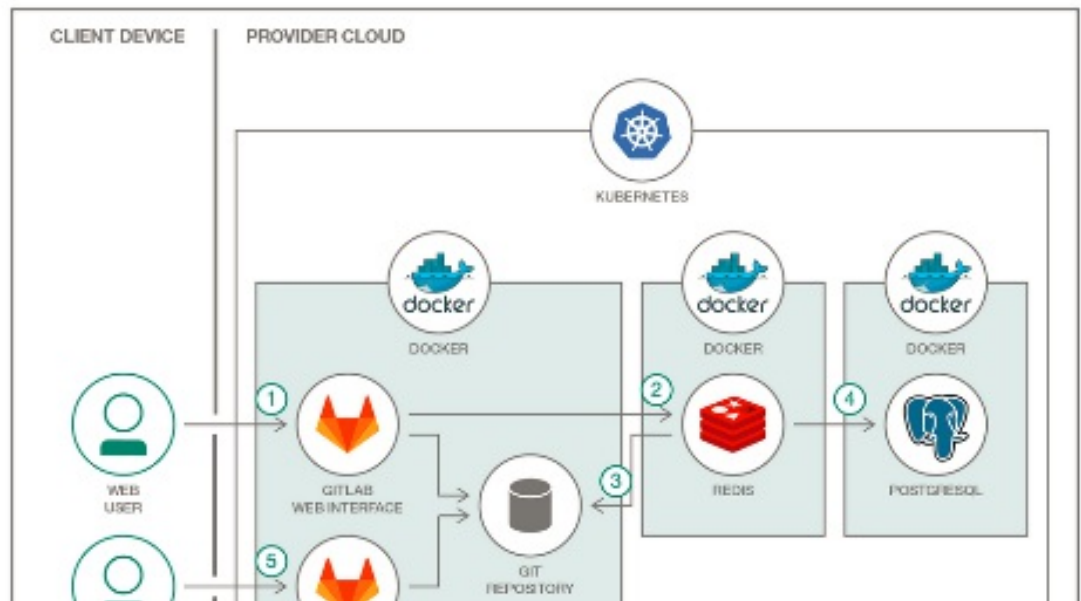 CLIENT DEVICE
PROVIDER CLOUD
KUBERNETES
docker
docker
docker
DOCKER
DOCKER
DOCKER
1
2
4
WEB
USER
GITLAB
WEB INTERFACE
3
REDIS
POSTGRESQL
5
GIT
REPOSITORY